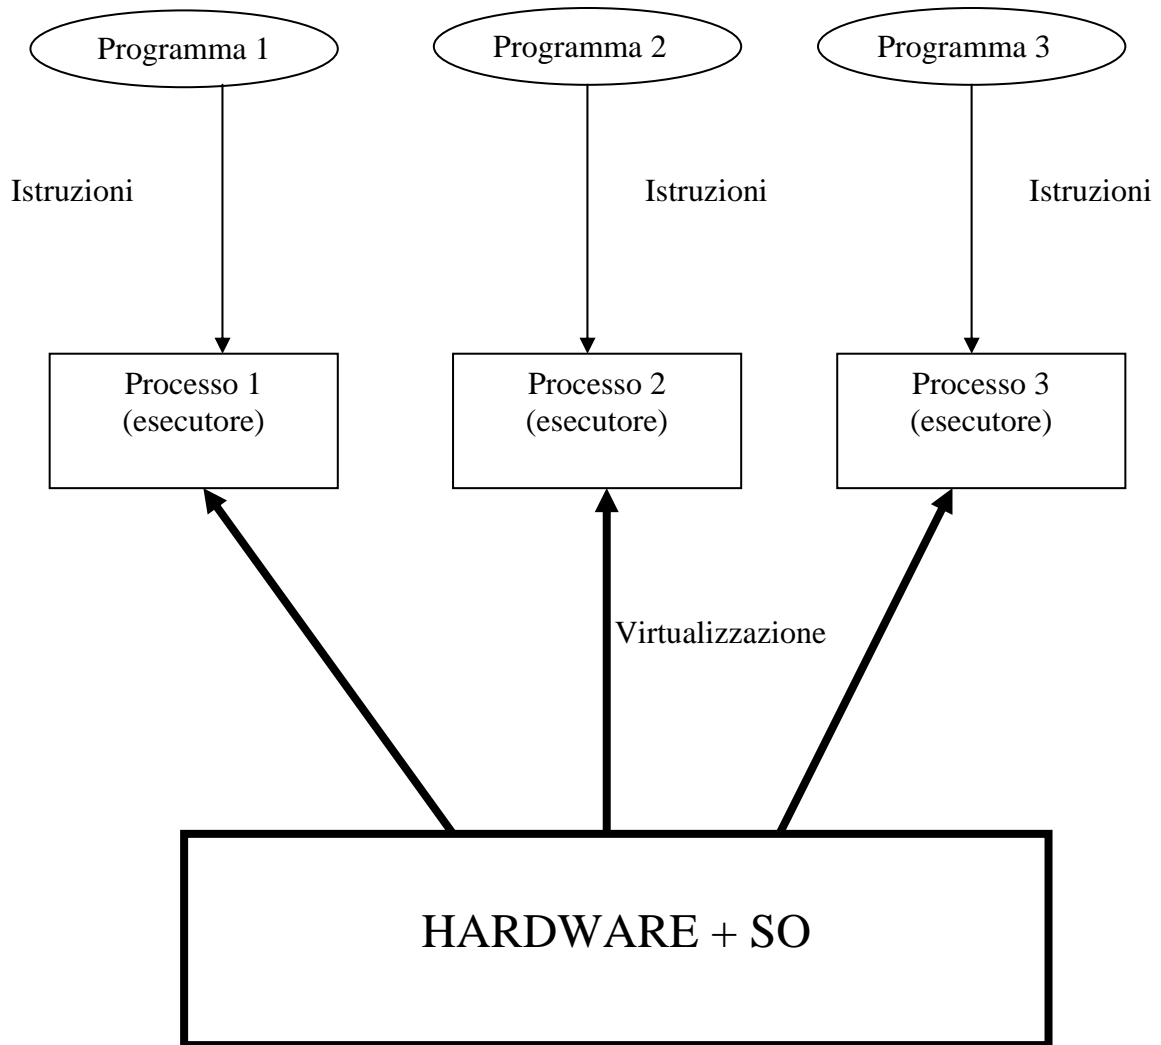 Programma 1
Programma 2
Programma 3
Istruzioni
Istruzioni
Istruzioni
Processo 1
(esecutore)
Processo 2
(esecutore)
Processo 3
(esecutore)
Virtualizzazione
HARDWARE + SO